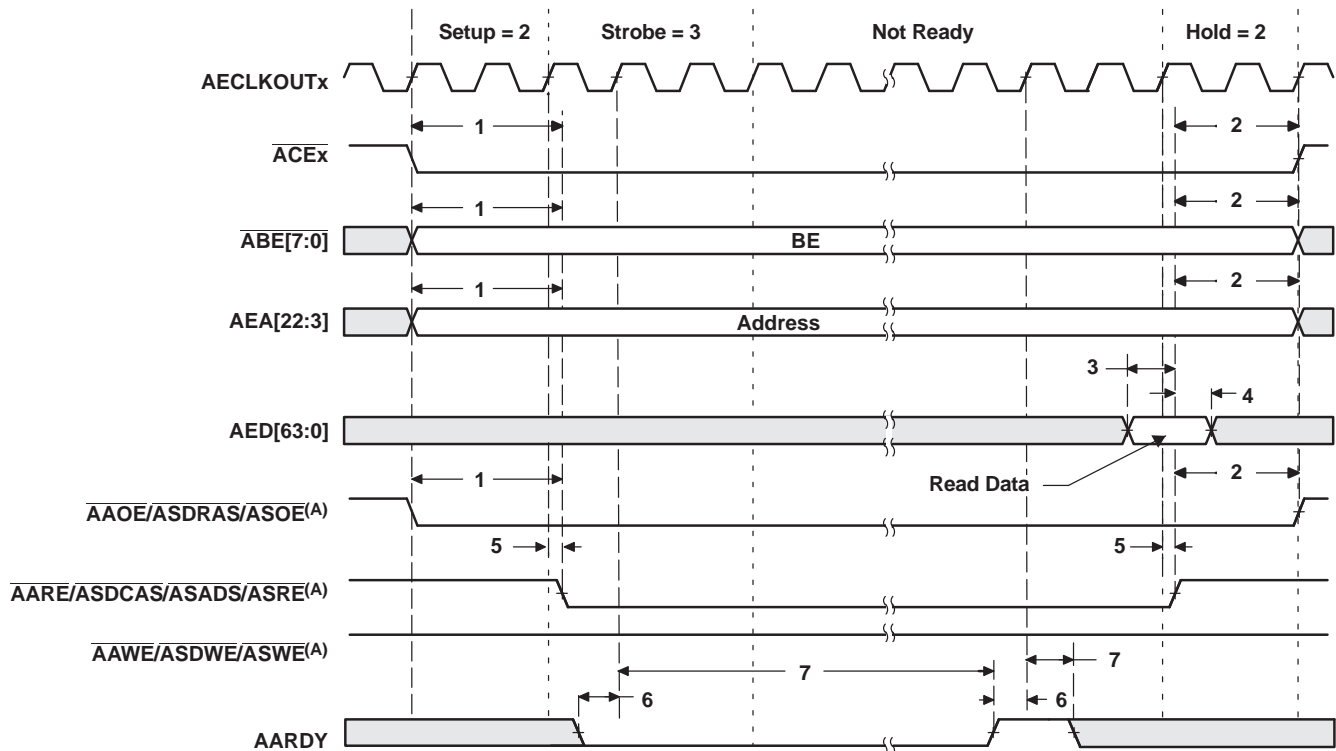 Setup = 2 Strobe = 3 Not Ready Hold = 2
AECLKOUTx
1 2
ACEx
1 2
ABE[7:0] BE
1 2
AEA[22:3] Address
3
4
AED[63:0]
1 Read Data 2
AAOE/ASDRAS/ASOE(A)
5 5
AARE/ASDCAS/ASADS/ASRE(A)
AAWE/ASDWE/ASWE(A)
7 7
6 6
AARDY